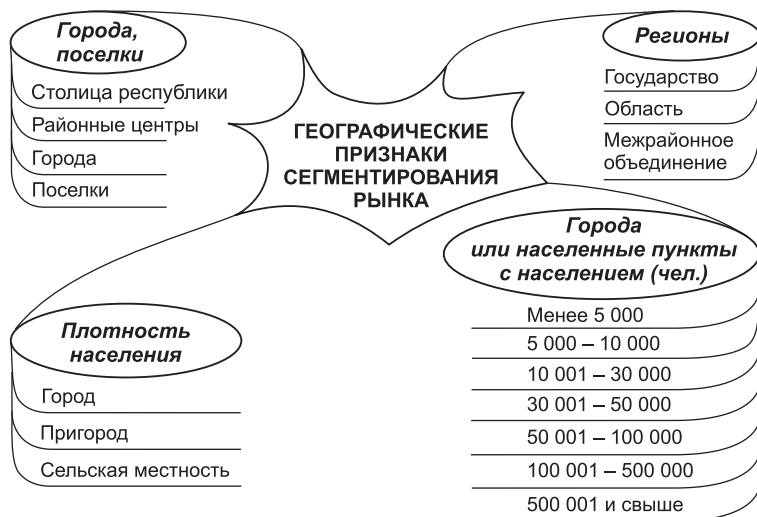 Города,
поселки
Столица республики
Районные центры
Города
Поселки
ГЕОГРАФИЧЕСКИЕ
ПРИЗНАКИ
СЕГМЕНТИРОВАНИЯ
РЫНКА
Регионы
Государство
Область
Межрайонное
объединение
Плотность
населения
Город
Пригород
Сельская местность
Города
или населенные пункты
с населением (чел.)
Менее 5 000
5 000 – 10 000
10 001 – 30 000
30 001 – 50 000
50 001 – 100 000
100 001 – 500 000
500 001 и свыше